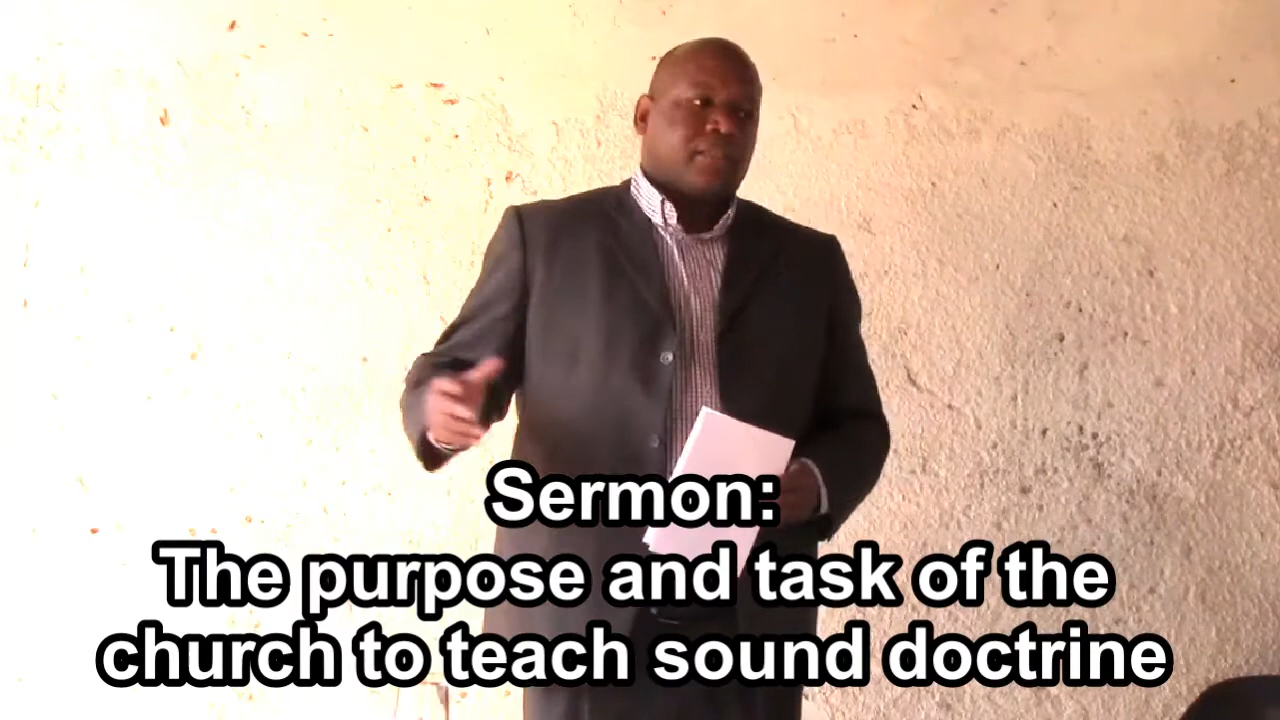 Sermon:
The purpose and task of the
church to teach sound doctrine